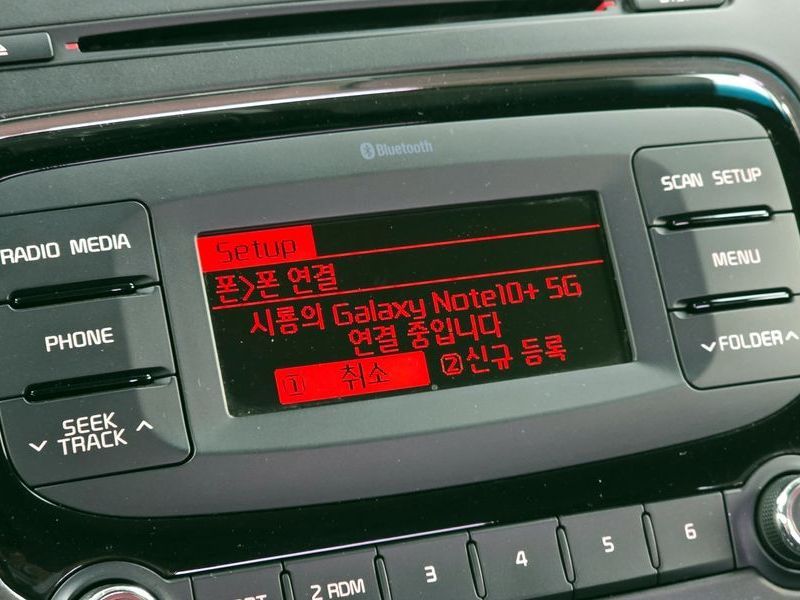 Bluetooth
SCAN SETUP
RADIO MEDIA
Setup
MENU
폰>폰 연결
PHONE
시룡의 Galaxy Note10+ 5G
연결 중입니다
FOLDER
1 취소
2 신규 등록
SEEK
TRACK
2 RDM
3
4
5
6